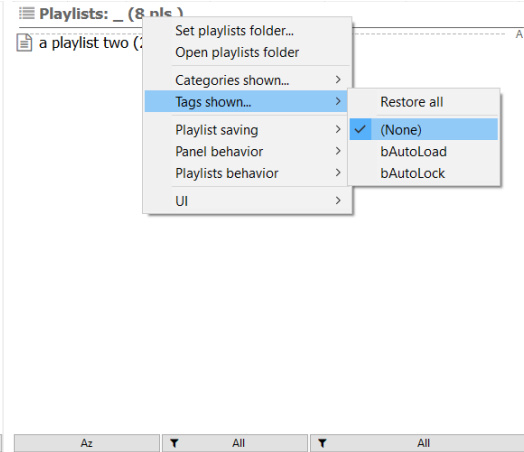 Playlists: _ (8 pls.)
A
a playlist two (2
Set playlists folder...
Open playlists folder
Categories shown...
Tags shown...
Playlist saving
Panel behavior
Playlists behavior
UI
Restore all
(None)
bAutoLoad
bAutoLock
Az
All
All